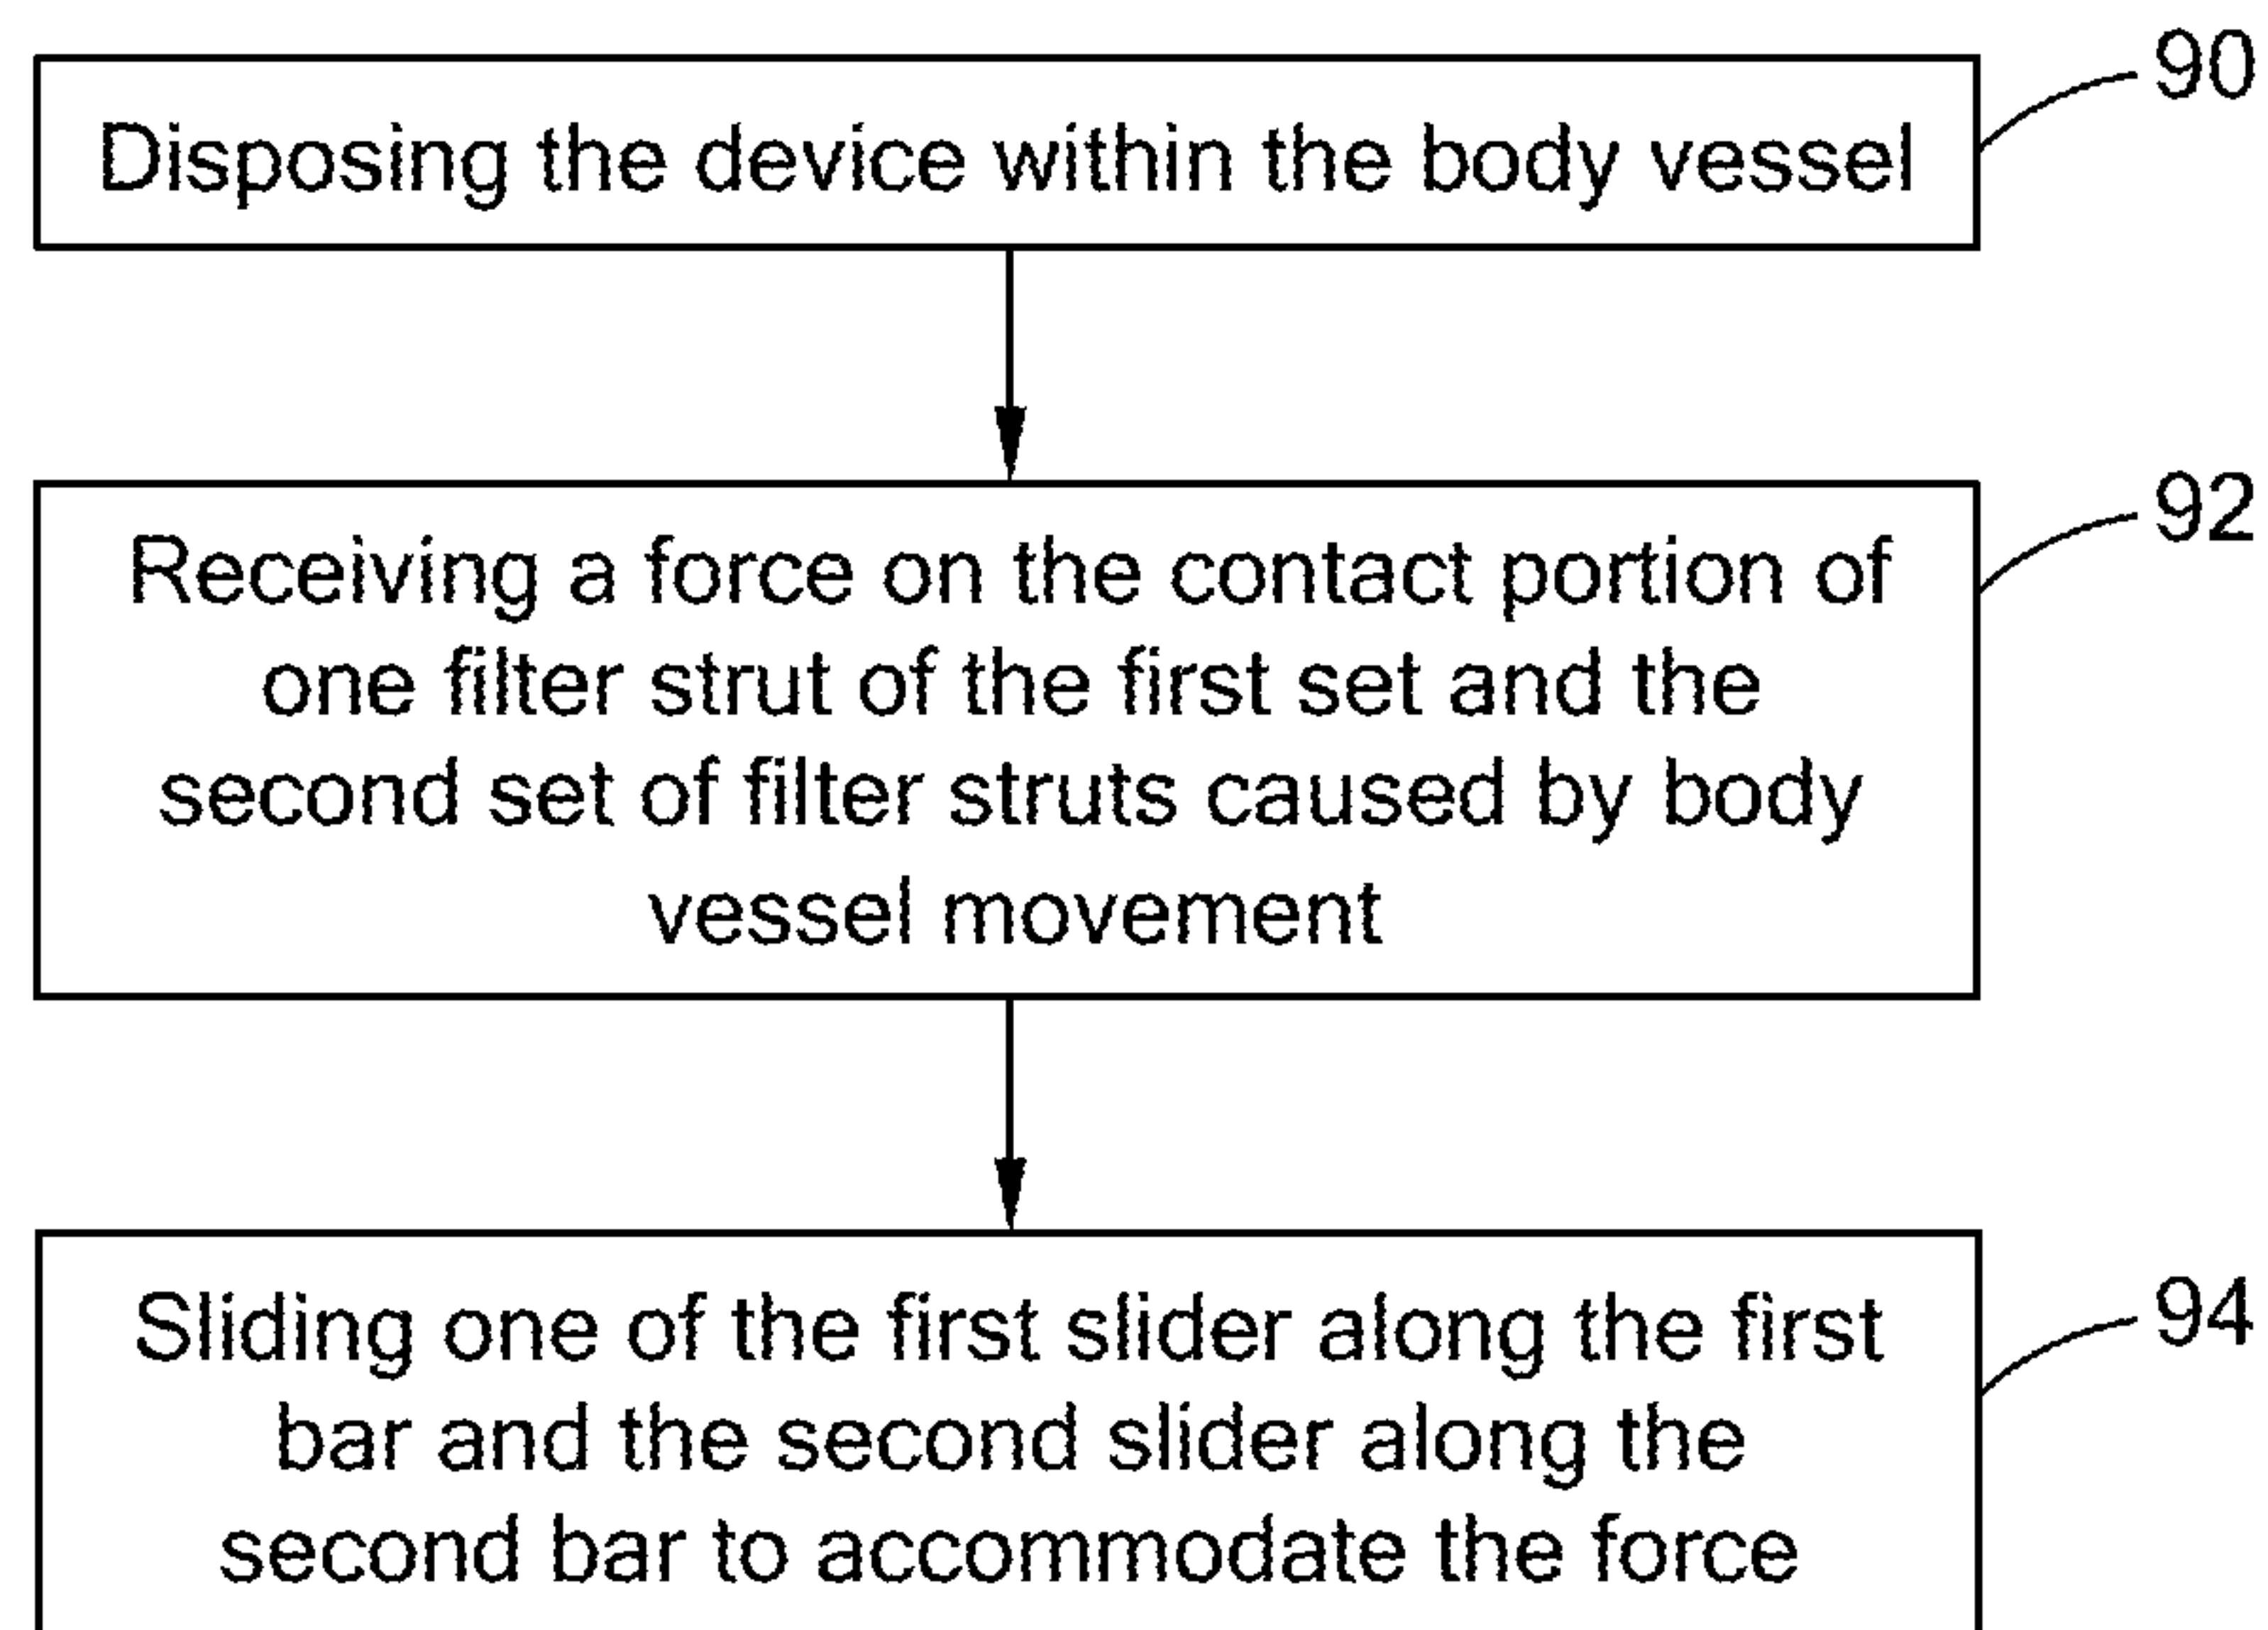 90
Disposing the device within the body vessel
92
Receiving a force on the contact portion of
one filter strut of the first set and the
second set of filter struts caused by body
vessel movement
94
Sliding one of the first slider along the first
bar and the second slider along the
second bar to accommodate the force